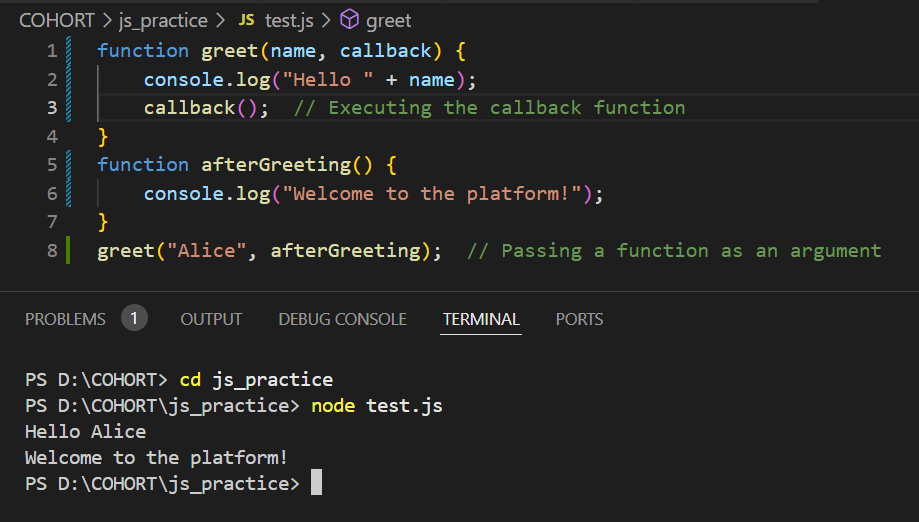 COHORT > js_practice > JS test.js > greet
1 function greet(name, callback) {
2     console.log("Hello " + name);
3     callback();  // Executing the callback function
4 }
5 function afterGreeting() {
6     console.log("Welcome to the platform!");
7 }
8 greet("Alice", afterGreeting);  // Passing a function as an argument
PROBLEMS 1 OUTPUT DEBUG CONSOLE TERMINAL PORTS
PS D:\COHORT> cd js_practice
PS D:\COHORT\js_practice> node test.js
Hello Alice
Welcome to the platform!
PS D:\COHORT\js_practice>